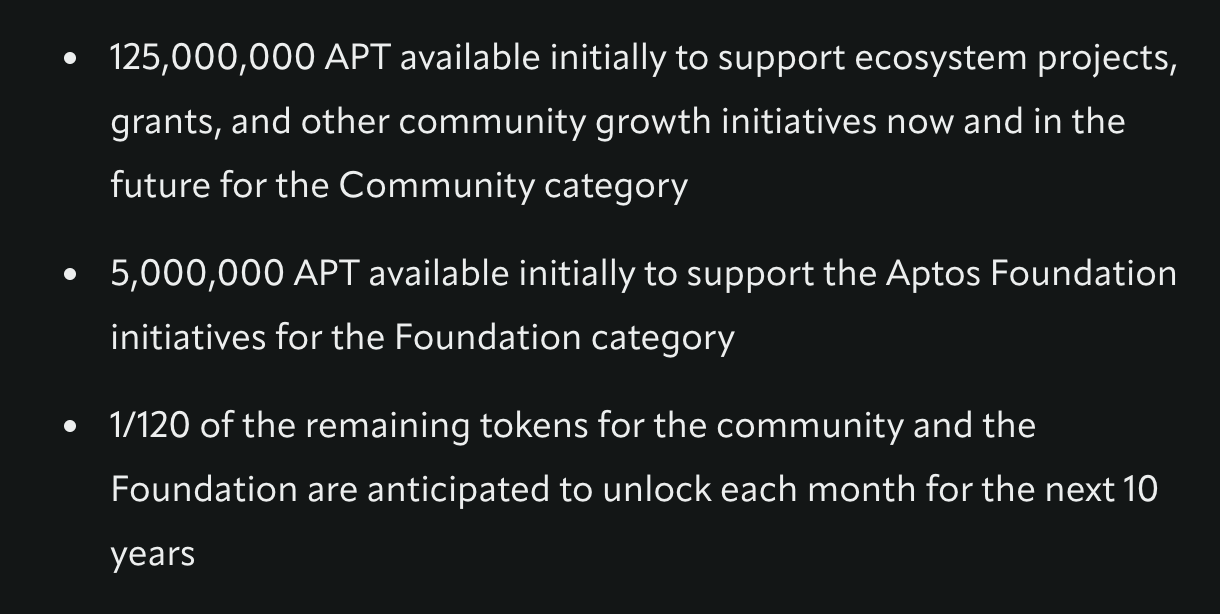 • 125,000,000 APT available initially to support ecosystem projects,
grants, and other community growth initiatives now and in the
future for the Community category
• 5,000,000 APT available initially to support the Aptos Foundation
initiatives for the Foundation category
• 1/120 of the remaining tokens for the community and the
Foundation are anticipated to unlock each month for the next 10
years